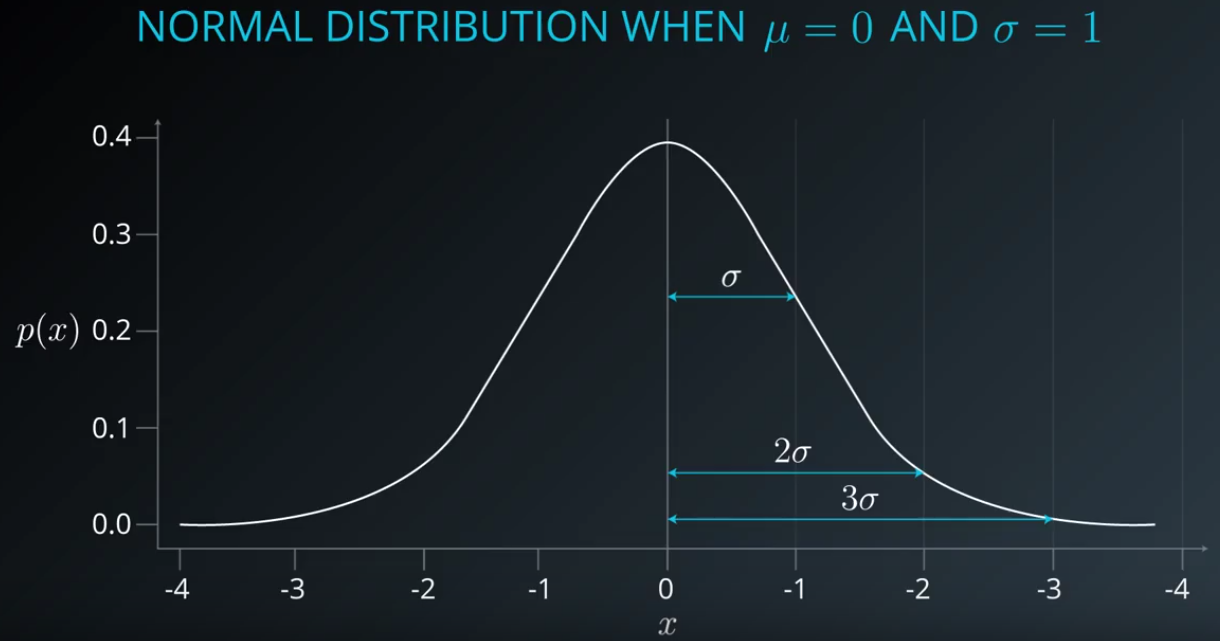 NORMAL DISTRIBUTION WHEN μ = 0 AND σ = 1
0.4
0.3
σ
p(x) 0.2
0.1
2σ
3σ
0.0
-4 -3 -2 -1 0 -1 -2 -3 -4
x